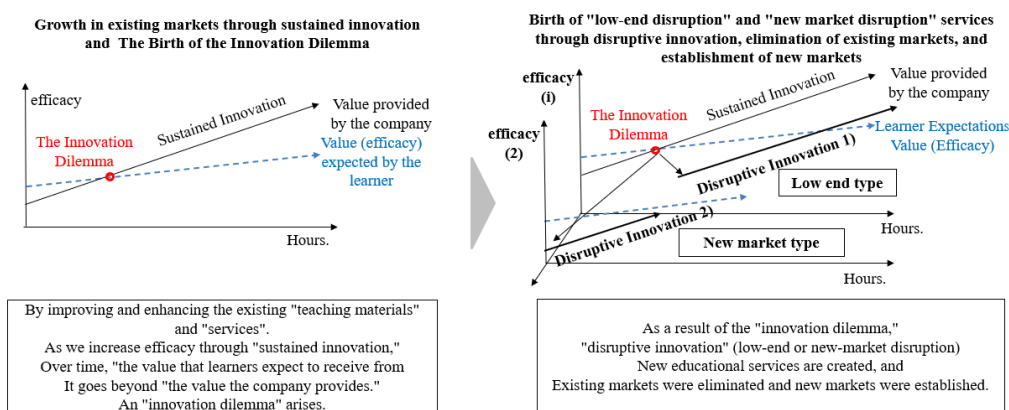 Growth in existing markets through sustained innovation
and The Birth of the Innovation Dilemma
efficacy
The Innovation
Dilemma
Sustained Innovation
Value provided
by the company
Value (efficacy)
expected by the
learner
Hours.
By improving and enhancing the existing "teaching materials"
and "services".
As we increase efficacy through "sustained innovation,"
Over time, "the value that learners expect to receive from
It goes beyond "the value the company provides."
An "innovation dilemma" arises.
Birth of "low-end disruption" and "new market disruption" services
through disruptive innovation, elimination of existing markets, and
establishment of new markets
efficacy
(i)
efficacy
(2)
The Innovation
Dilemma
Sustained Innovation
Value provided
by the company
Learner Expectations
Value (Efficacy)
Disruptive Innovation 1)
Low end type
Disruptive Innovation 2)
New market type
Hours.
Hours.
As a result of the "innovation dilemma,"
"disruptive innovation" (low-end or new-market disruption)
New educational services are created, and
Existing markets were eliminated and new markets were established.